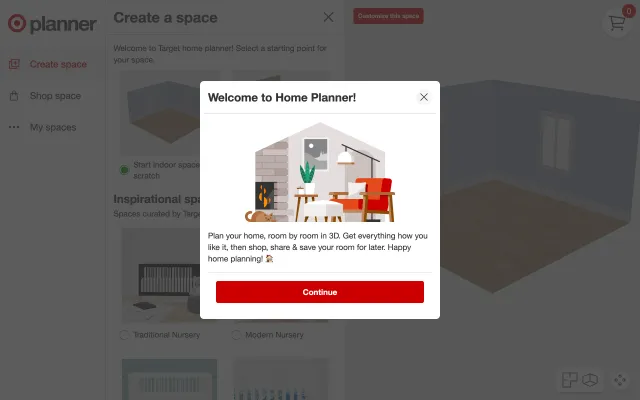 planner
Create space
Shop space
My spaces
Create a space
Welcome to Target home planner! Select a starting point for
your space.
Start indoor space
scratch
Inspirational
Spaces curated by Target
Traditional Nursery
Modern Nursery
Customize this space
0
Welcome to Home Planner!
Plan your home, room by room in 3D. Get everything how you
like it, then shop, share & save your room for later. Happy
home planning!
Continue